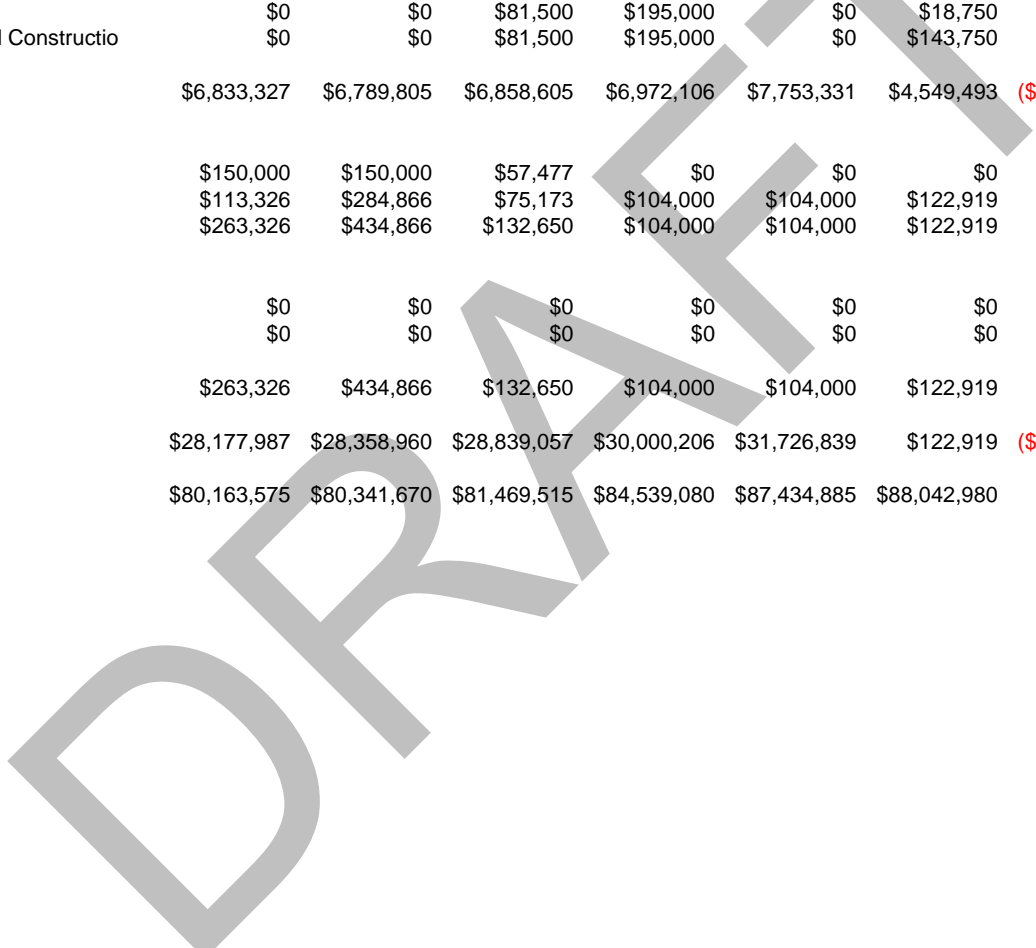 $0 $0 $81,500 $195,000 $0 $18,750
l Constructio $0 $0 $81,500 $195,000 $0 $143,750
$6,833,327 $6,789,805 $6,858,605 $6,972,106 $7,753,331 $4,549,493 ($
$150,000 $150,000 $57,477 $0 $0 $0
$113,326 $284,866 $75,173 $104,000 $104,000 $122,919
$263,326 $434,866 $132,650 $104,000 $104,000 $122,919
$0 $0 $0 $0 $0 $0
$0 $0 $0 $0 $0 $0
$263,326 $434,866 $132,650 $104,000 $104,000 $122,919
$28,177,987 $28,358,960 $28,839,057 $30,000,206 $31,726,839 $122,919 ($
$80,163,575 $80,341,670 $81,469,515 $84,539,080 $87,434,885 $88,042,980
DRAFT